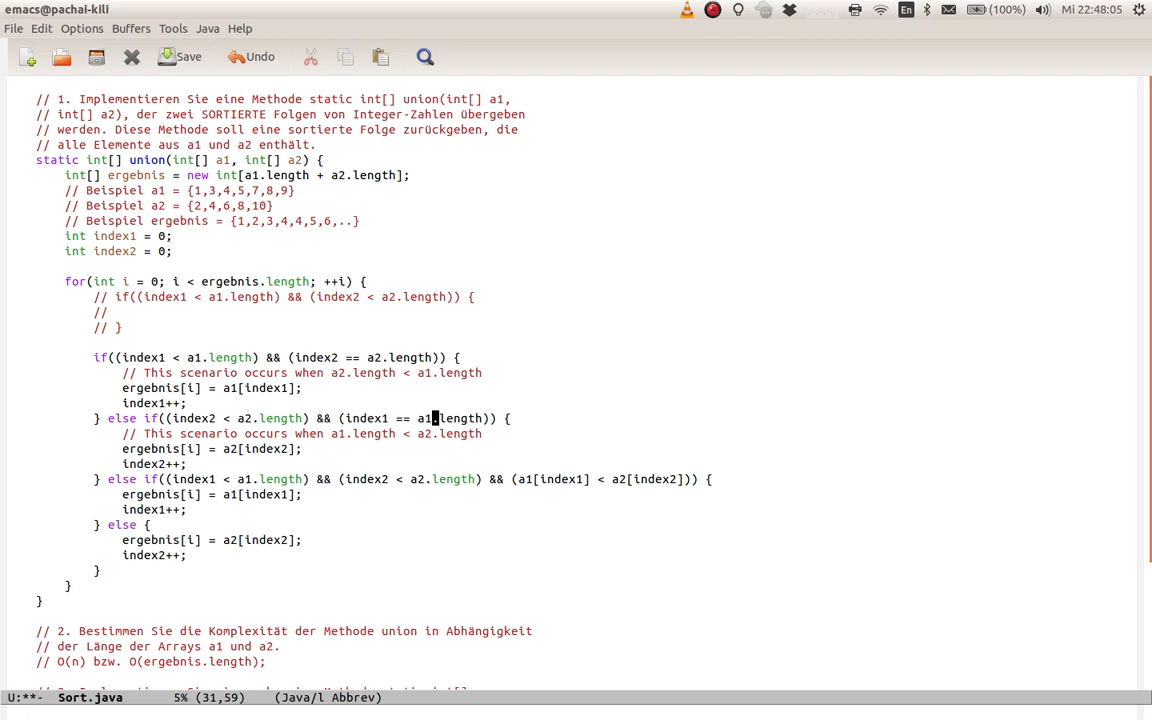 emacs@pachai-kili
En
(100%)
Mi 22:48:05
File Edit Options Buffers Tools Java Help
Save Undo
// 1. Implementieren Sie eine Methode static int[] union(int[] a1,
// int[] a2), der zwei SORTIERTE Folgen von Integer-Zahlen übergeben
// werden. Diese Methode soll eine sortierte Folge zurückgeben, die
// alle Elemente aus a1 und a2 enthält.
static int[] union(int[] a1, int[] a2) {
int[] ergebnis = new int[a1.length + a2.length];
// Beispiel a1 = {1,3,4,5,7,8,9}
// Beispiel a2 = {2,4,6,8,10}
// Beispiel ergebnis = {1,2,3,4,4,5,6,..}
int index1 = 0;
int index2 = 0;
for(int i = 0; i < ergebnis.length; ++i) {
// if((index1 < a1.length) && (index2 < a2.length)) {
//
// }
if((index1 < a1.length) && (index2 == a2.length)) {
// This scenario occurs when a2.length < a1.length
ergebnis[i] = a1[index1];
index1++;
} else if((index2 < a2.length) && (index1 == a1.length)) {
// This scenario occurs when a1.length < a2.length
ergebnis[i] = a2[index2];
index2++;
} else if((index1 < a1.length) && (index2 < a2.length) && (a1[index1] < a2[index2])) {
ergebnis[i] = a1[index1];
index1++;
} else {
ergebnis[i] = a2[index2];
index2++;
}
}
}
// 2. Bestimmen Sie die Komplexität der Methode union in Abhängigkeit
// der Länge der Arrays a1 und a2.
// O(n) bzw. O(ergebnis.length);
U:**- Sort.java 5% (31,59) (Java/l Abbrev)